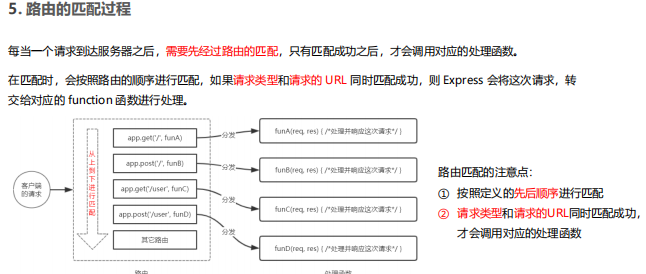 5. 路由的匹配过程
每当一个请求到达服务器之后，需要先经过路由的匹配，只有匹配成功之后，才会调用对应的处理函数。
在匹配时，会按照路由的顺序进行匹配，如果请求类型和请求的 URL 同时匹配成功，则 Express 会将这次请求，转
交给对应的 function 函数进行处理。
客户端
的请求
从上到下进行匹配
app.get('/', funA)
app.post('/', funB)
app.get('/user', funC)
app.post('/user', funD)
其它路由
分发
分发
分发
分发
funA(req, res) { /*处理并响应这次请求*/ }
funB(req, res) { /*处理并响应这次请求*/ }
funC(req, res) { /*处理并响应这次请求*/ }
funD(req, res) { /*处理并响应这次请求*/ }
路由
处理函数
路由匹配的注意点：
① 按照定义的先后顺序进行匹配
② 请求类型和请求的URL同时匹配成功，
才会调用对应的处理函数